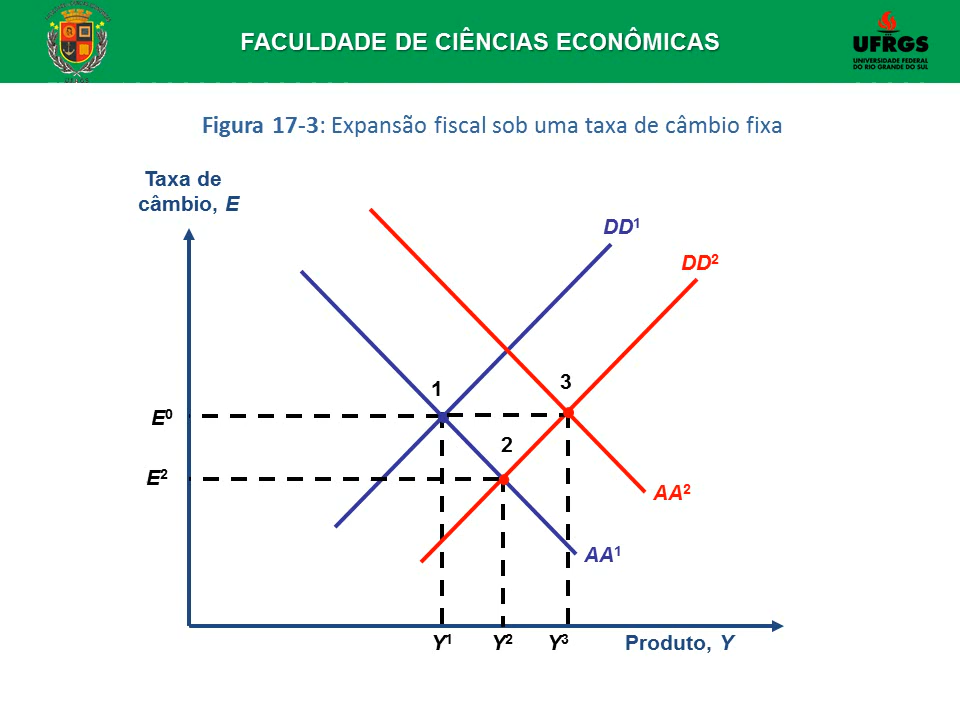 FACULDADE DE CIÊNCIAS ECONÔMICAS
UFRGS
UFRGS
UNIVERSIDADE FEDERAL
DO RIO GRANDE DO SUL
Figura 17-3: Expansão fiscal sob uma taxa de câmbio fixa
Taxa de
câmbio, E
DD¹
DD²
1
3
E⁰
2
E²
AA²
AA¹
Y¹ Y² Y³ Produto, Y